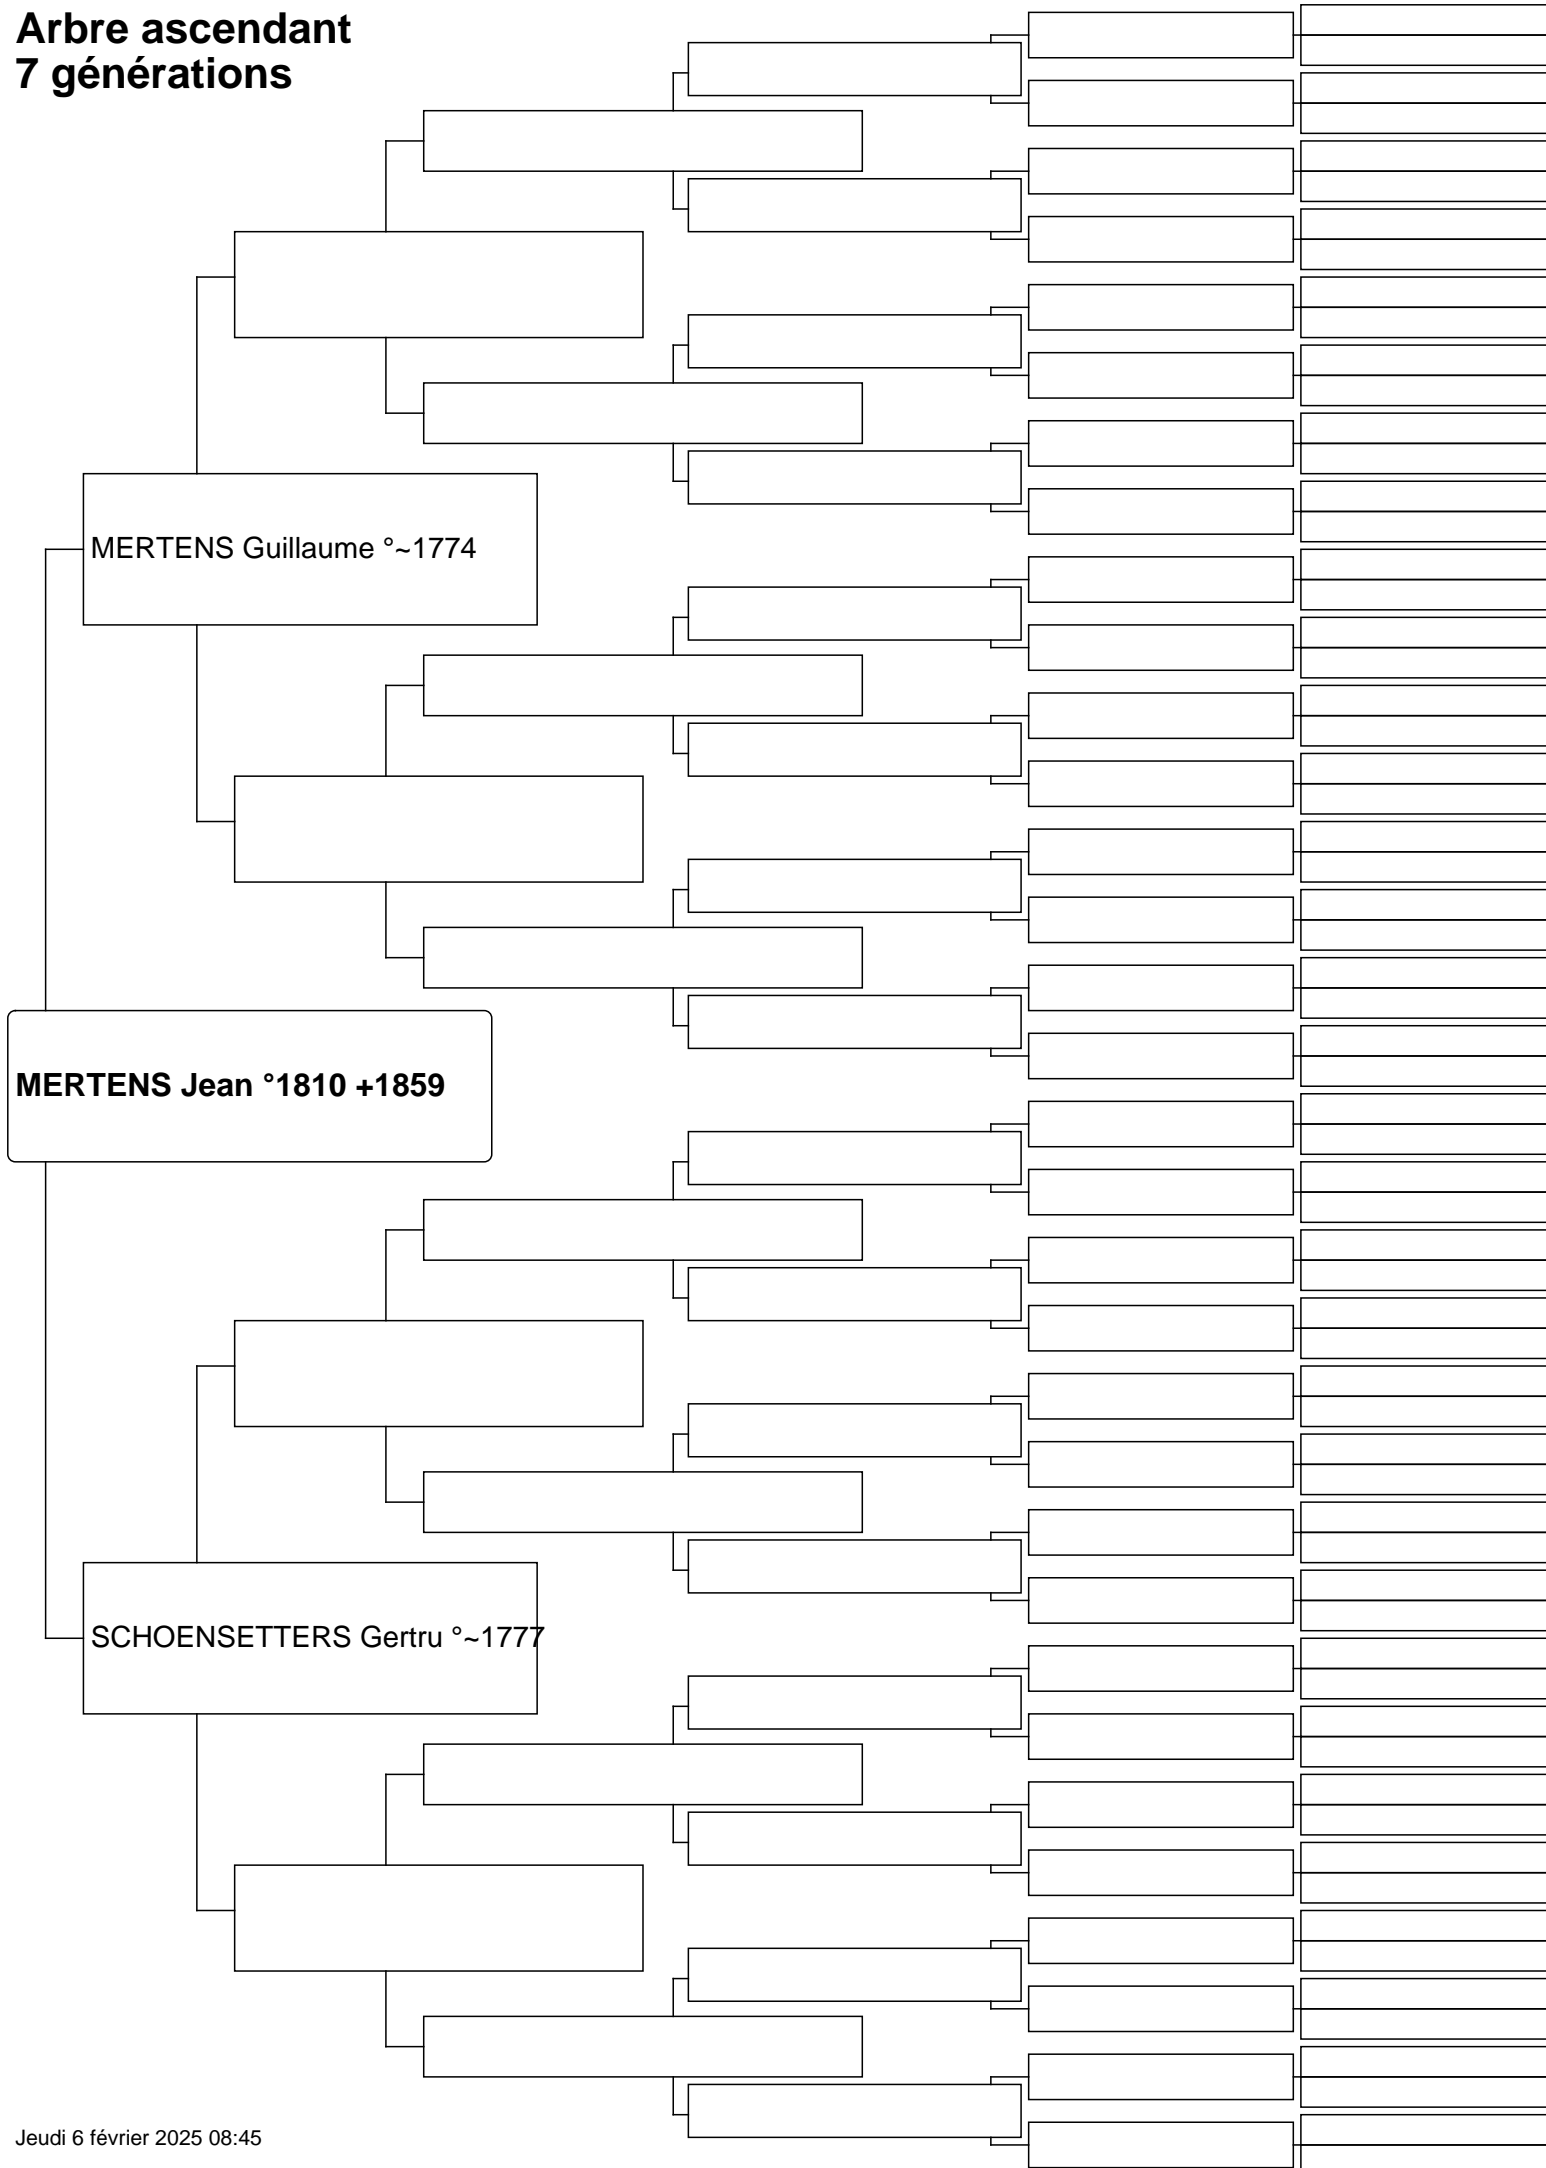 Arbre ascendant
7 générations
MERTENS Guillaume °~1774
MERTENS Jean °1810 +1859
SCHOENSETTERS Gertru °~1777
Jeudi 6 février 2025 08:45